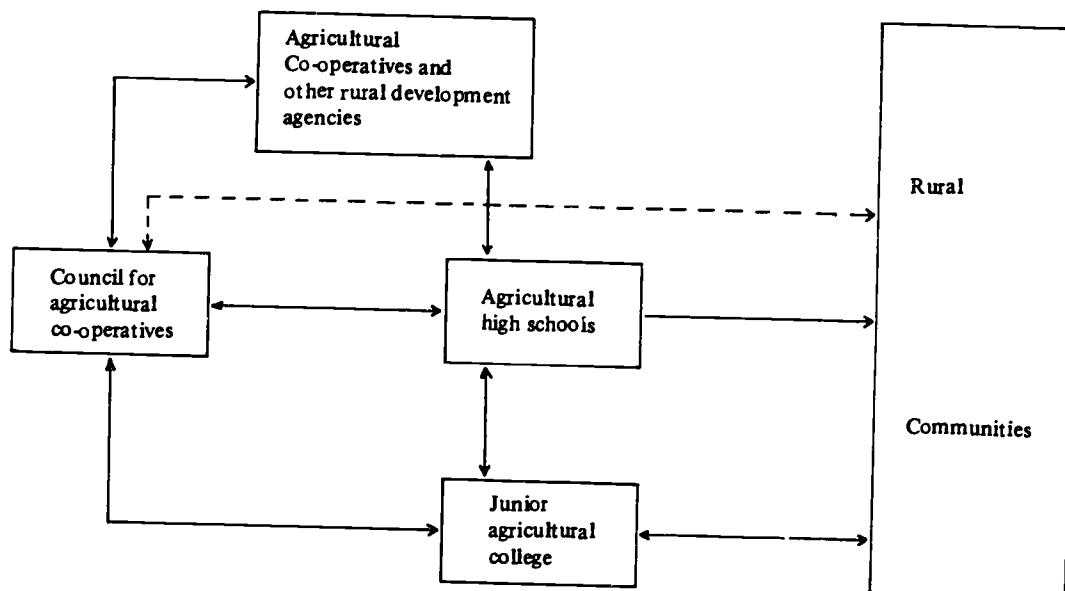 Agricultural
Co-operatives and
other rural development
agencies
Rural
Council for
agricultural
co-operatives
Agricultural
high schools
Communities
Junior
agricultural
college